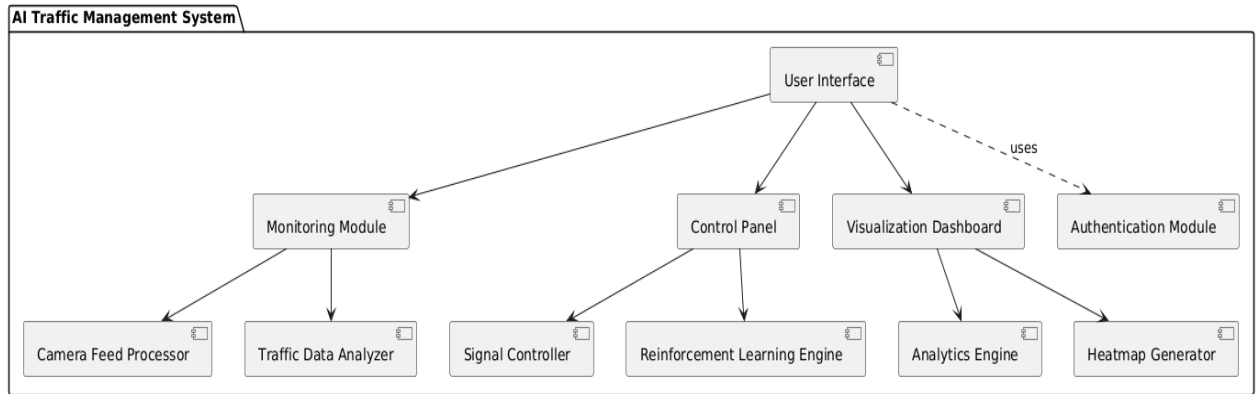 AI Traffic Management System
User Interface
uses
Monitoring Module
Control Panel
Visualization Dashboard
Authentication Module
Camera Feed Processor
Traffic Data Analyzer
Signal Controller
Reinforcement Learning Engine
Analytics Engine
Heatmap Generator